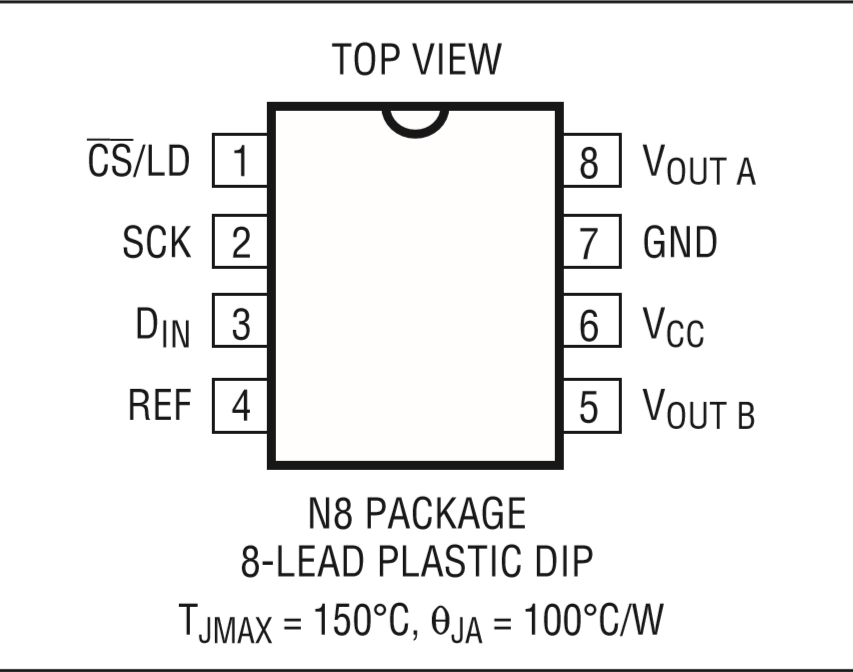 TOP VIEW
C̅S̅/LD 1 8 VOUT A
SCK 2 7 GND
DIN 3 6 VCC
REF 4 5 VOUT B
N8 PACKAGE
8-LEAD PLASTIC DIP
TJMAX = 150°C, θJA = 100°C/W